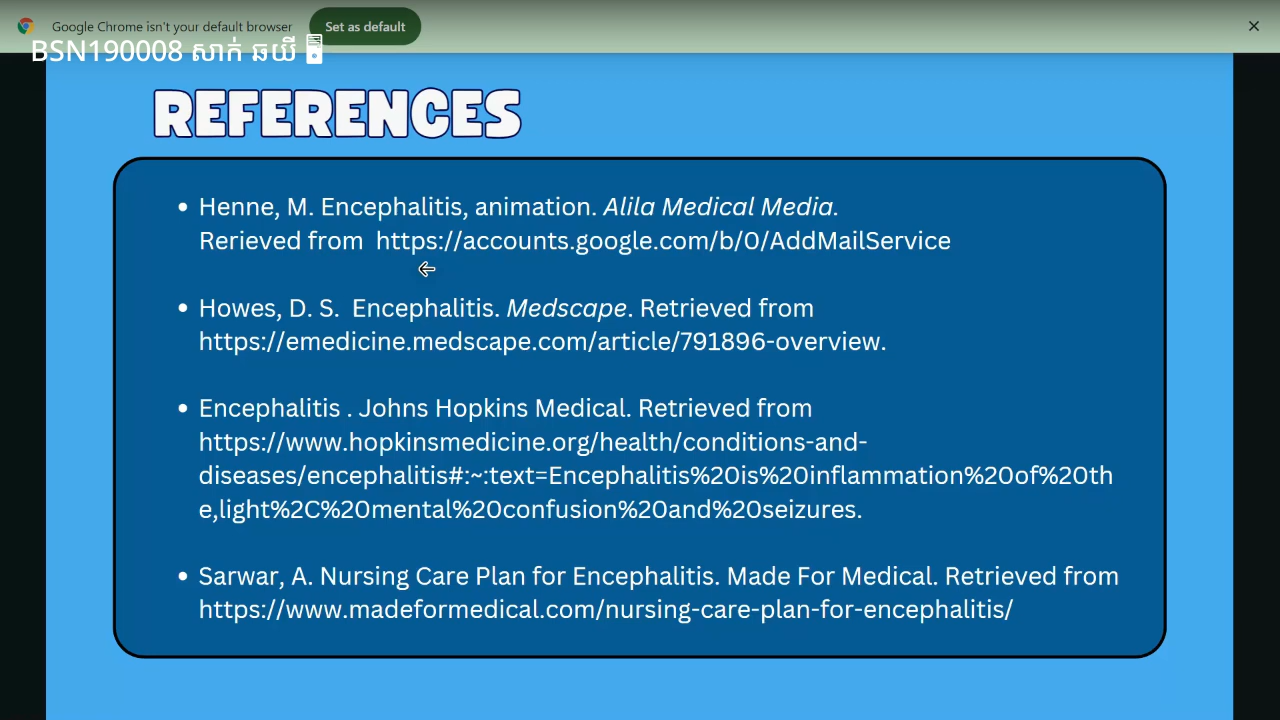 Google Chrome isn't your default browser Set as default
BSN190008 សាក់ ឆយី
REFERENCES
• Henne, M. Encephalitis, animation. Alila Medical Media.
Rerieved from https://accounts.google.com/b/0/AddMailService
• Howes, D. S. Encephalitis. Medscape. Retrieved from
https://emedicine.medscape.com/article/791896-overview.
• Encephalitis . Johns Hopkins Medical. Retrieved from
https://www.hopkinsmedicine.org/health/conditions-and-
diseases/encephalitis#:~:text=Encephalitis%20is%20inflammation%20of%20th
e,light%2C%20mental%20confusion%20and%20seizures.
• Sarwar, A. Nursing Care Plan for Encephalitis. Made For Medical. Retrieved from
https://www.madeformedical.com/nursing-care-plan-for-encephalitis/